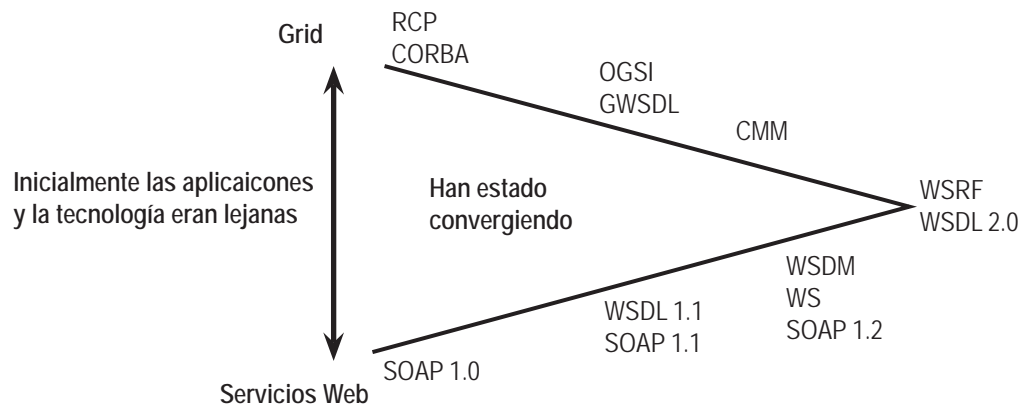 Grid
RCP
CORBA
OGSI
GWSDL
CMM
Inicialmente las aplicaicones
y la tecnología eran lejanas
Han estado
convergiendo
WSRF
WSDL 2.0
WSDM
WS
SOAP 1.2
WSDL 1.1
SOAP 1.1
SOAP 1.0
Servicios Web